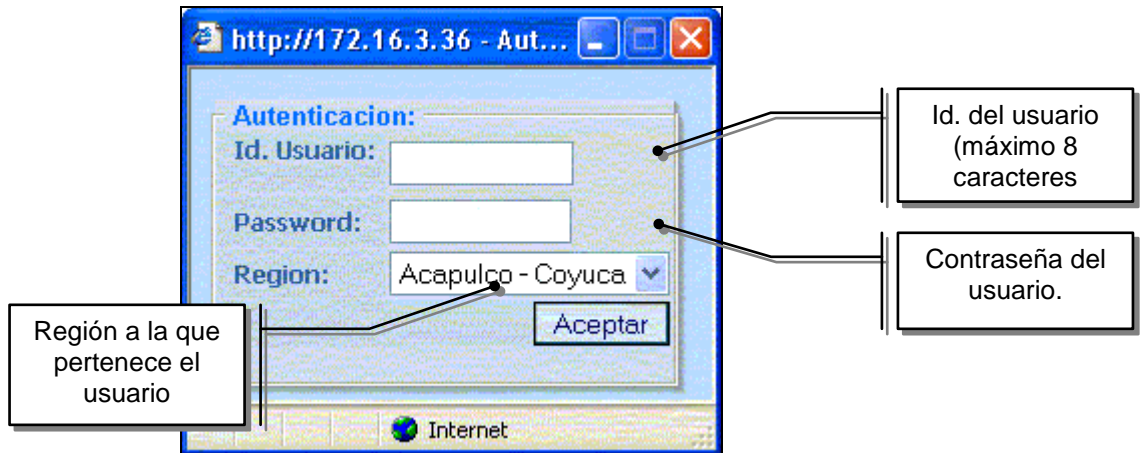 http://172.16.3.36 - Aut...
Autenticacion:
Id. Usuario:
Password:
Region:
Acapulco - Coyuca
Aceptar
Internet
Id. del usuario
(máximo 8
caracteres
Contraseña del
usuario.
Región a la que
pertenece el
usuario